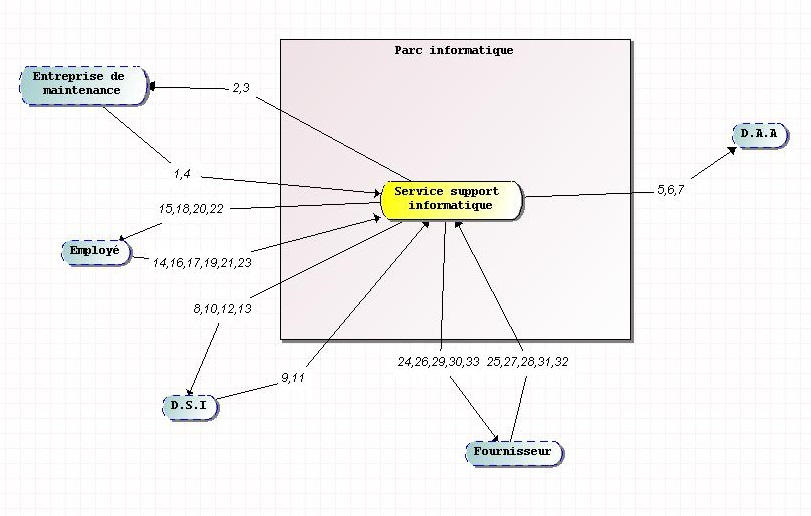 Parc informatique
Entreprise de
maintenance
2,3
D.A.A
1,4
Service support
informatique
5,6,7
15,18,20,22
Employé
14,16,17,19,21,23
8,10,12,13
24,26,29,30,33
25,27,28,31,32
9,11
D.S.I
Fournisseur